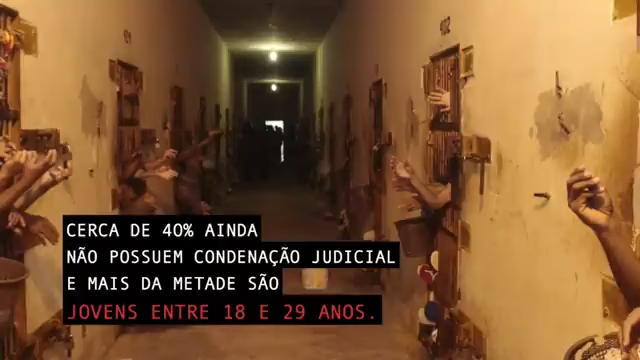 CERCA DE 40% AINDA
NÃO POSSUEM CONDENAÇÃO JUDICIAL
E MAIS DA METADE SÃO
JOVENS ENTRE 18 E 29 ANOS.